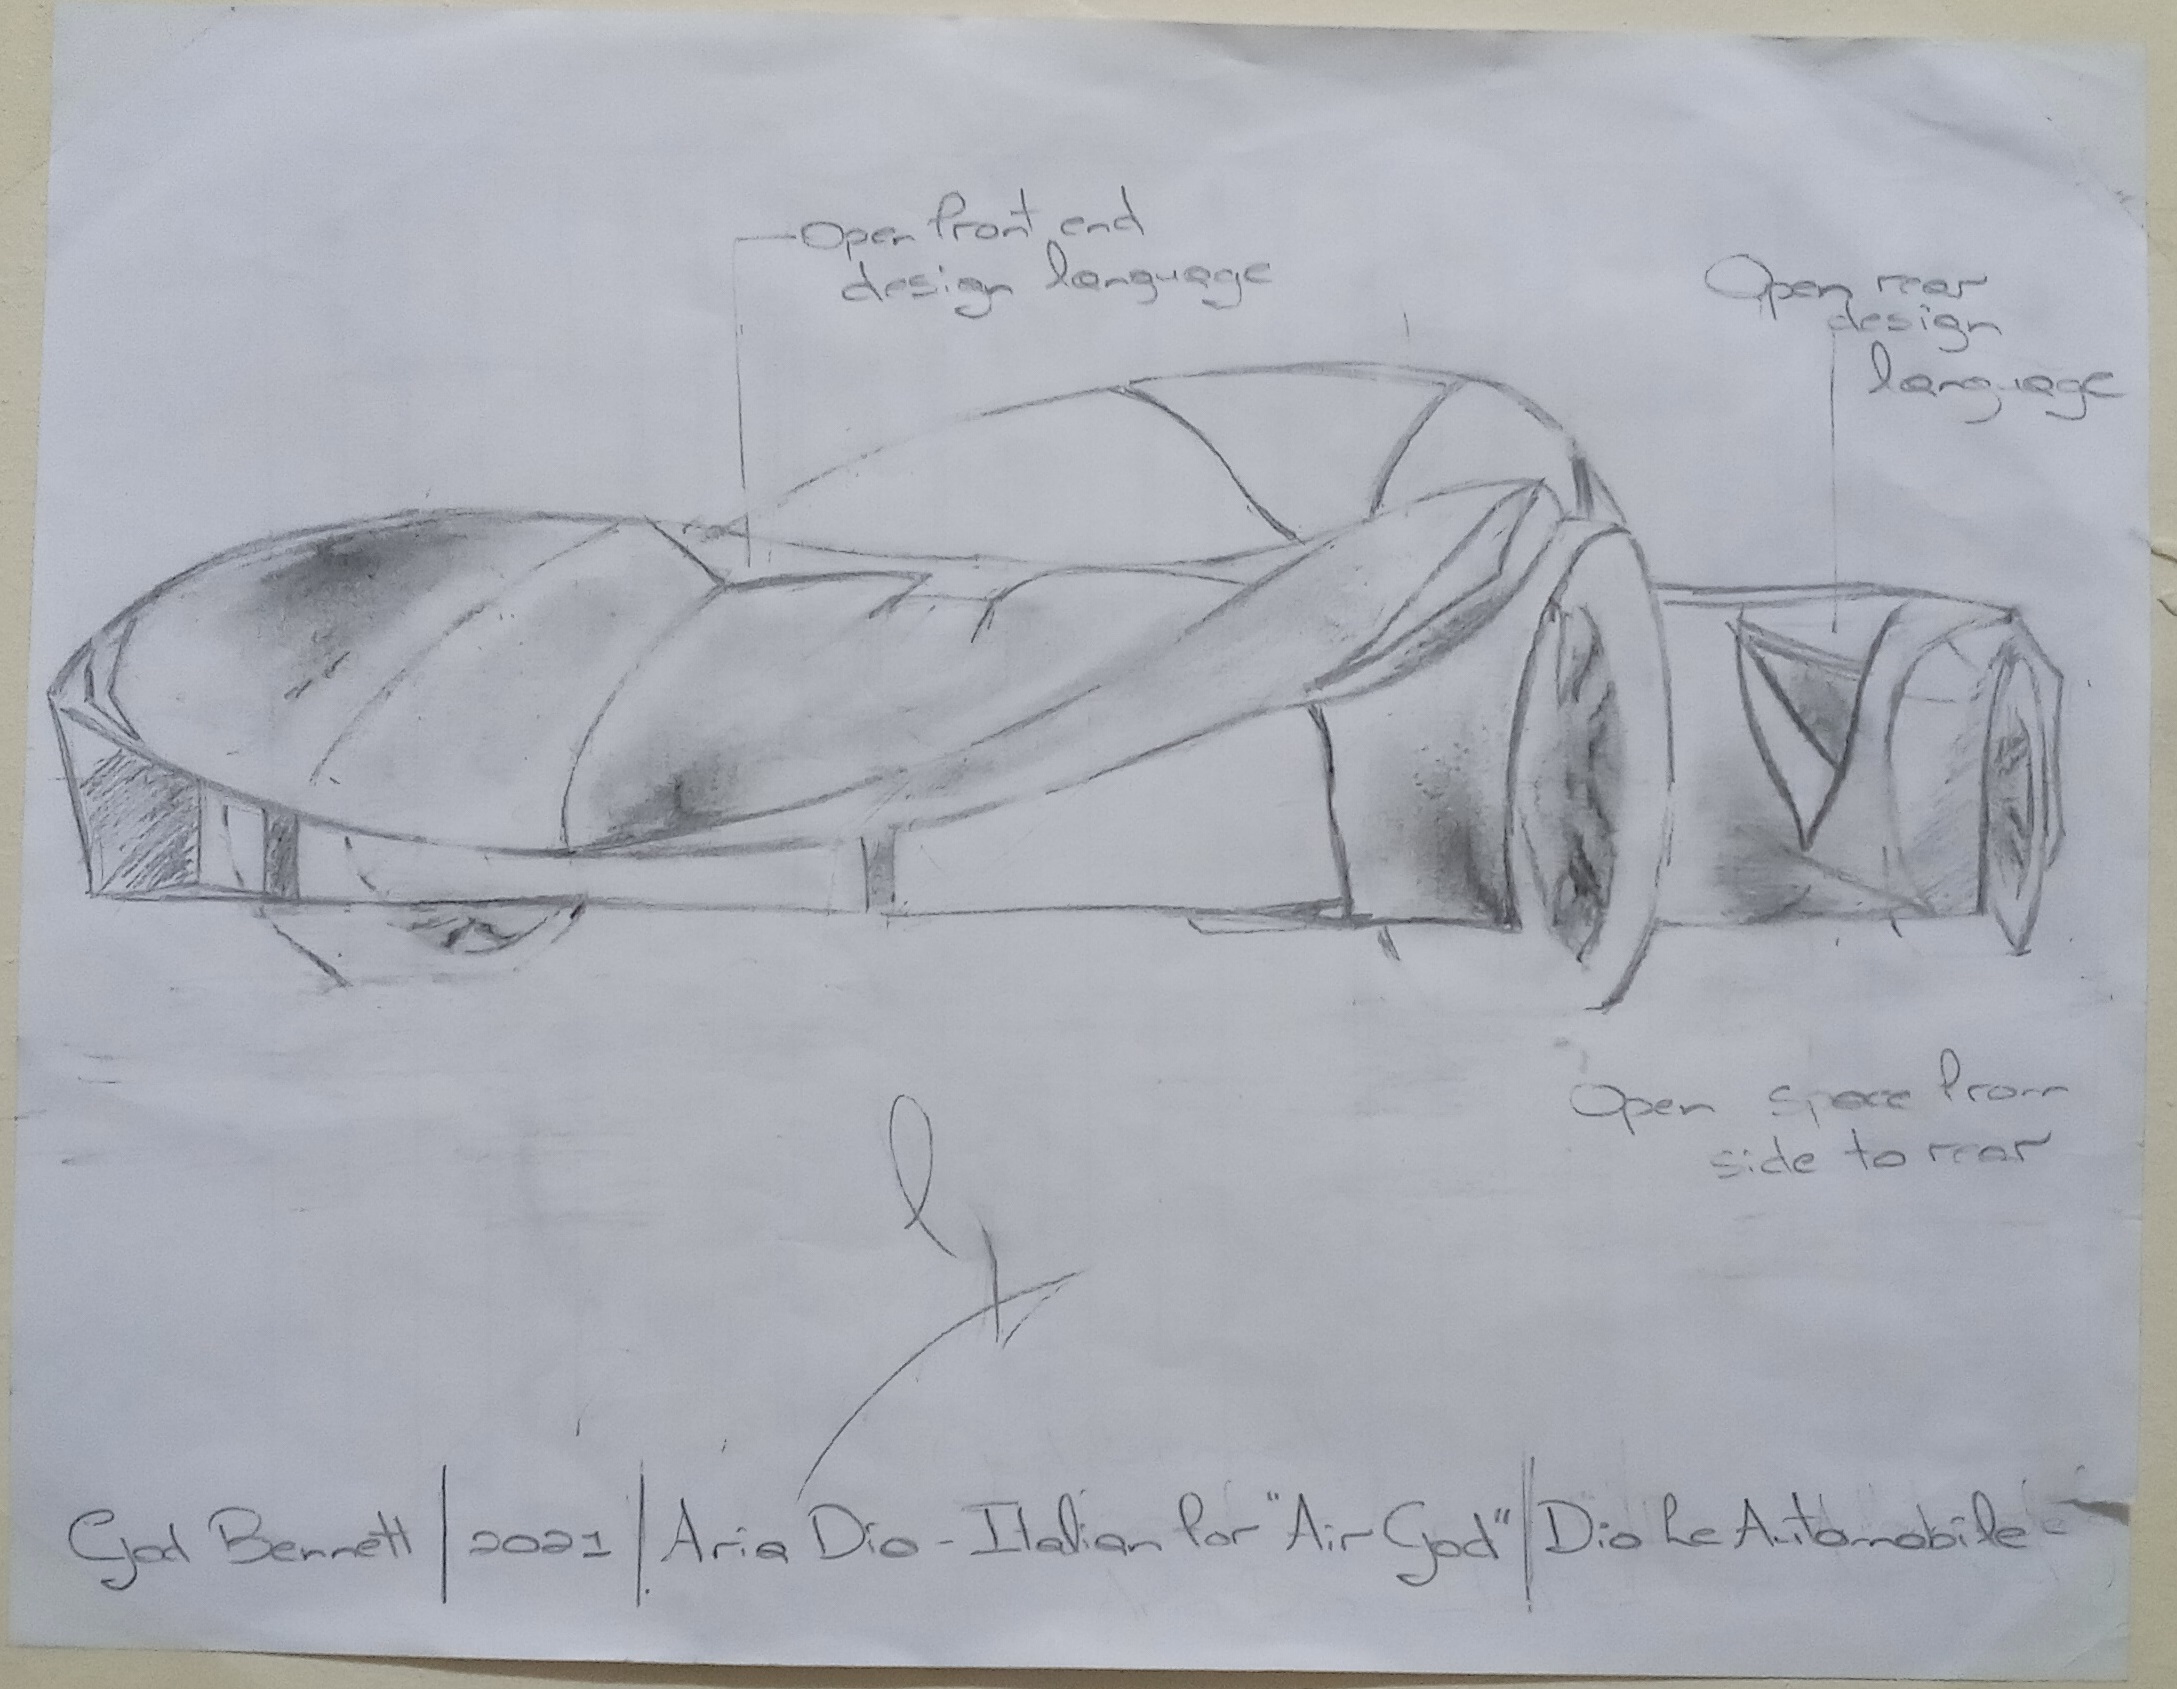 Open front end
design language
Open rear
design
language
Open space from
side to rear
God Bennett | 2021 | Aria Dio - Italian for "Air God" | Dio Le Automobile